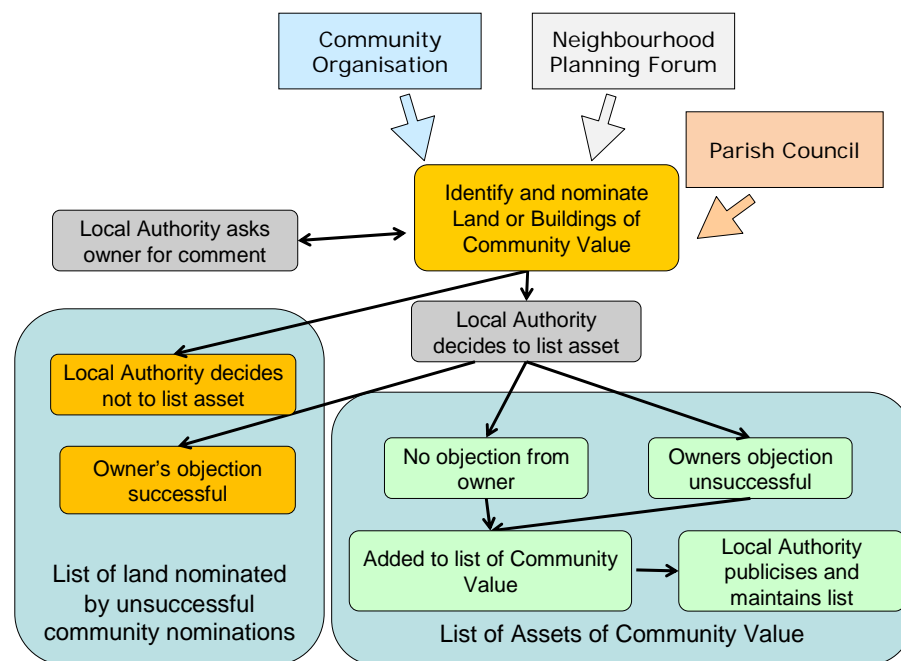 Community
Organisation
Neighbourhood
Planning Forum
Parish Council
Identify and nominate
Land or Buildings of
Community Value
Local Authority asks
owner for comment
Local Authority
decides to list asset
Local Authority decides
not to list asset
Owner's objection
successful
No objection from
owner
Owners objection
unsuccessful
Added to list of Community
Value
Local Authority
publicises and
maintains list
List of land nominated
by unsuccessful
community nominations
List of Assets of Community Value